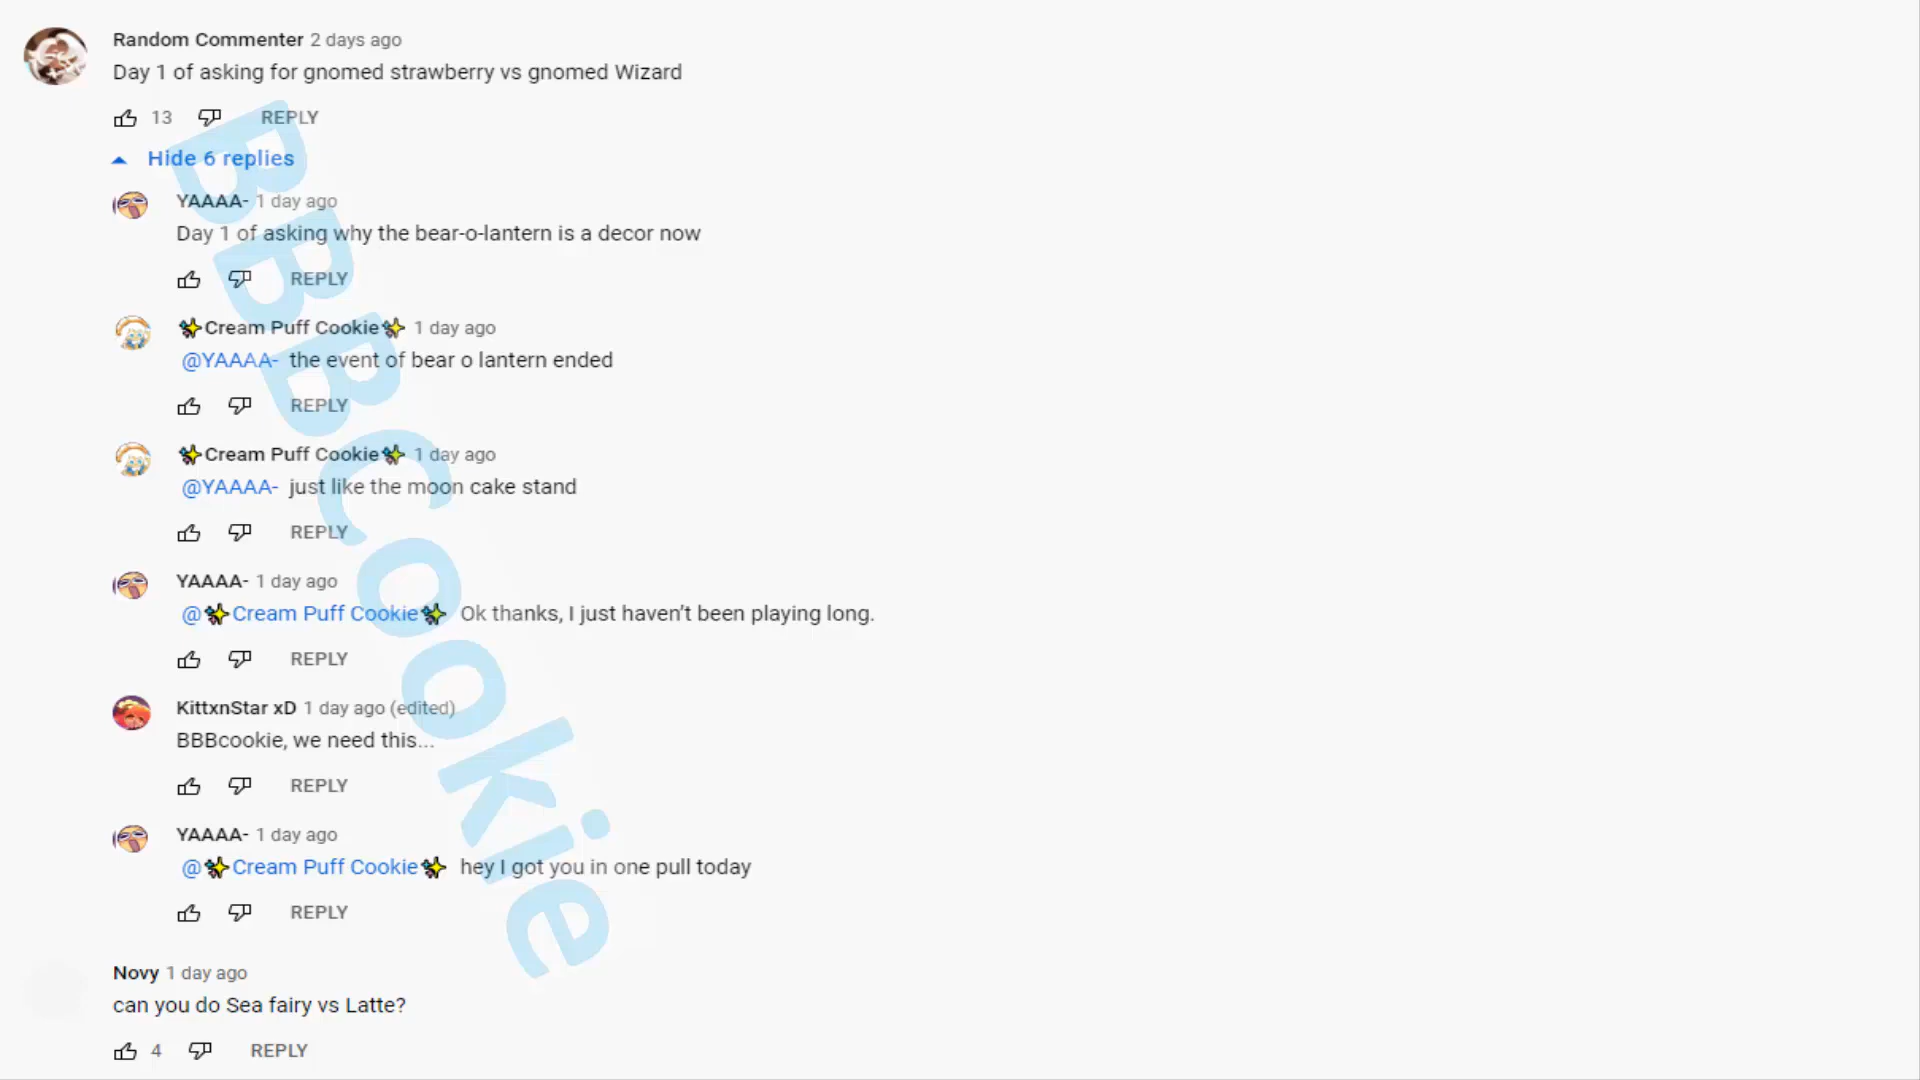 Random Commenter 2 days ago
Day 1 of asking for gnomed strawberry vs gnomed Wizard
13 REPLY
Hide 6 replies
YAAAA- 1 day ago
Day 1 of asking why the bear-o-lantern is a decor now
REPLY
✨Cream Puff Cookie✨ 1 day ago
@YAAAA- the event of bear o lantern ended
REPLY
✨Cream Puff Cookie✨ 1 day ago
@YAAAA- just like the moon cake stand
REPLY
YAAAA- 1 day ago
@✨Cream Puff Cookie✨ Ok thanks, I just haven't been playing long.
REPLY
KittxnStar xD 1 day ago (edited)
BBBcookie, we need this...
REPLY
YAAAA- 1 day ago
@✨Cream Puff Cookie✨ hey I got you in one pull today
REPLY
Novy 1 day ago
can you do Sea fairy vs Latte?
4 REPLY
BBBCookie